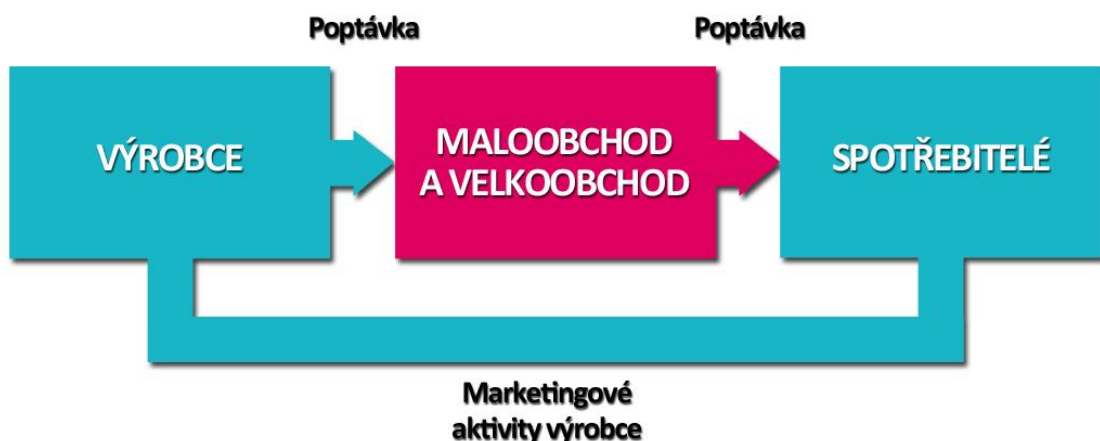 Poptávka
Poptávka
VÝROBCE
MALOOBCHOD
A VELKOOBCHOD
SPOTŘEBITELÉ
Marketingové
aktivity výrobce